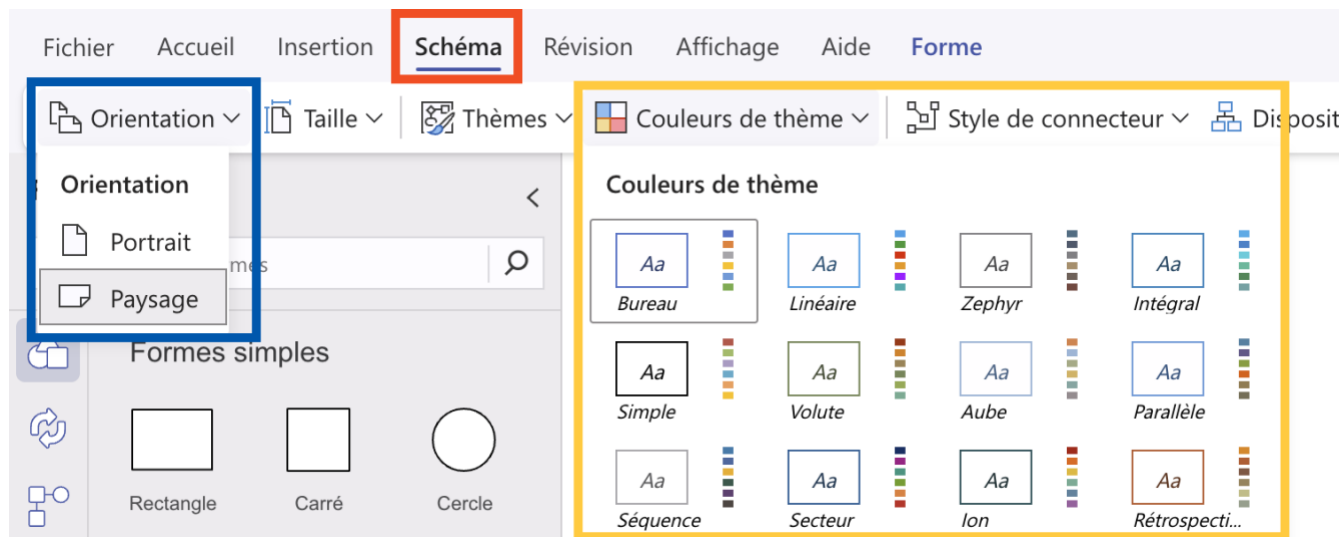 Fichier Accueil Insertion Schéma Révision Affichage Aide Forme
Orientation Taille Thèmes Couleurs de thème Style de connecteur Disposit
Orientation
Portrait
mes
Paysage
Formes simples
Rectangle Carré Cercle
Couleurs de thème
Aa Aa Aa Aa
Bureau Linéaire Zephyr Intégral
Aa Aa Aa Aa
Simple Volute Aube Parallèle
Aa Aa Aa Aa
Séquence Secteur Ion Rétrospecti...